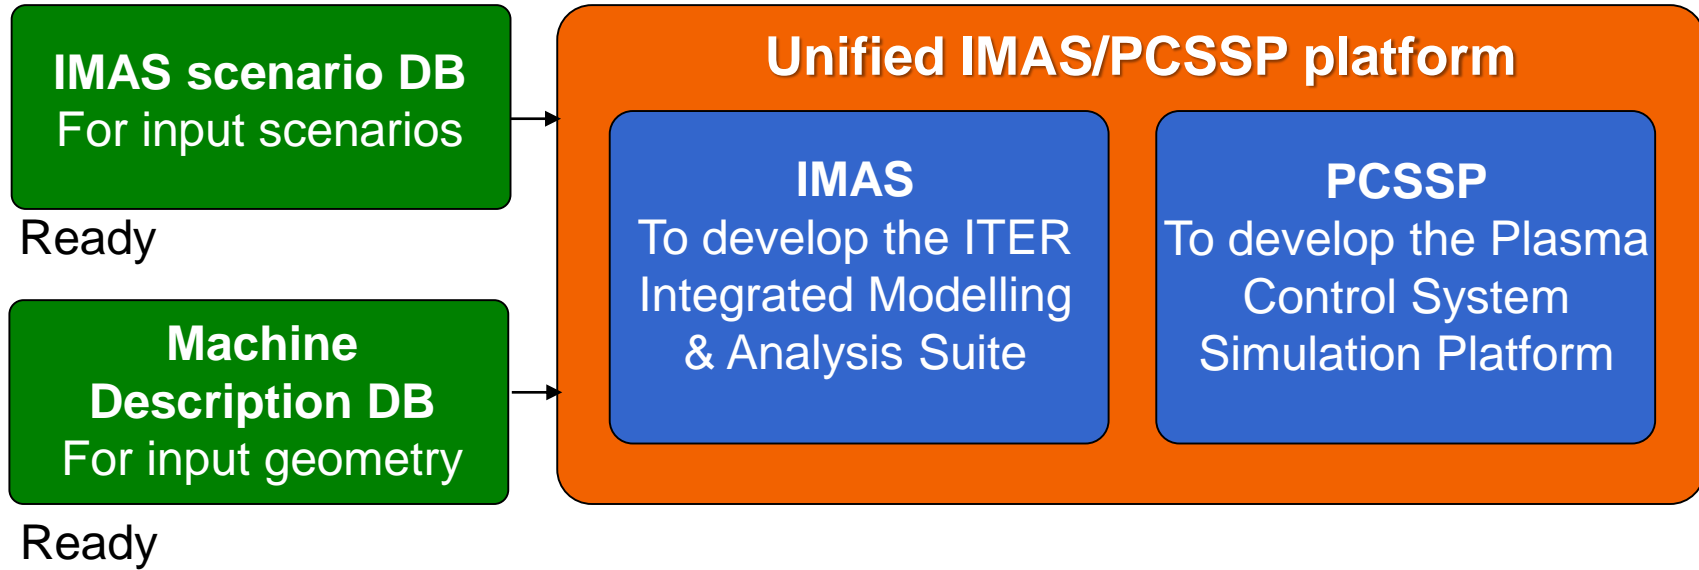 IMAS scenario DB
For input scenarios
Ready
Machine
Description DB
For input geometry
Ready
Unified IMAS/PCSSP platform
IMAS
To develop the ITER
Integrated Modelling
& Analysis Suite
PCSSP
To develop the Plasma
Control System
Simulation Platform